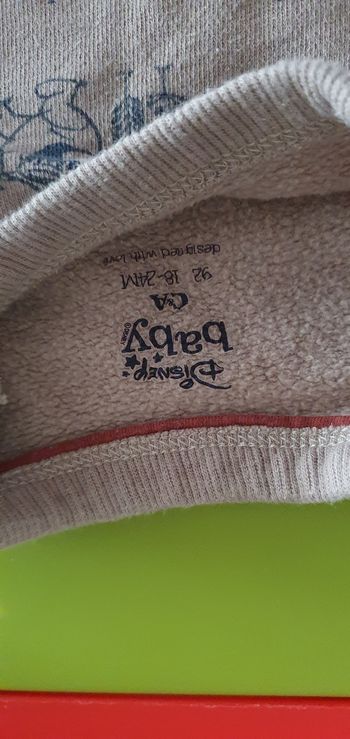 Disney
baby
C&A
92 18-24M
designed with love